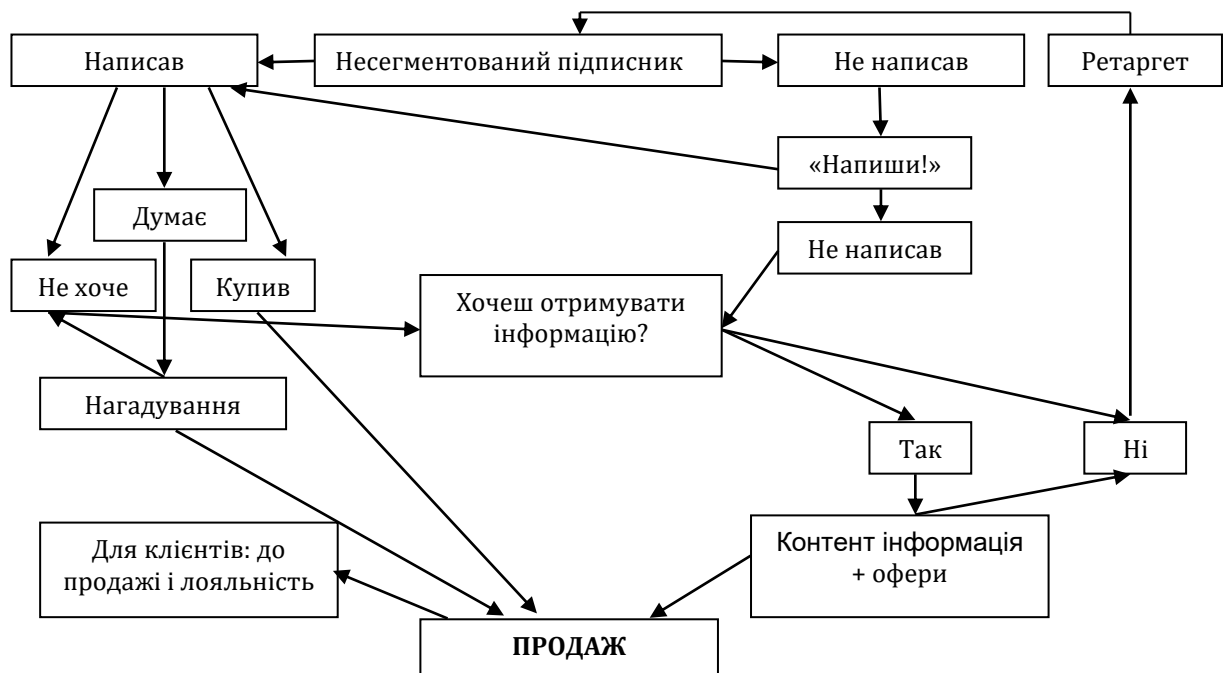 Написав
Несегментований підписник
Не написав
Ретаргет
«Напиши!»
Думає
Не написав
Не хоче
Купив
Хочеш отримувати
інформацію?
Нагадування
Так
Ні
Для клієнтів: до
продажі і лояльність
Контент інформація
+ офери
ПРОДАЖ